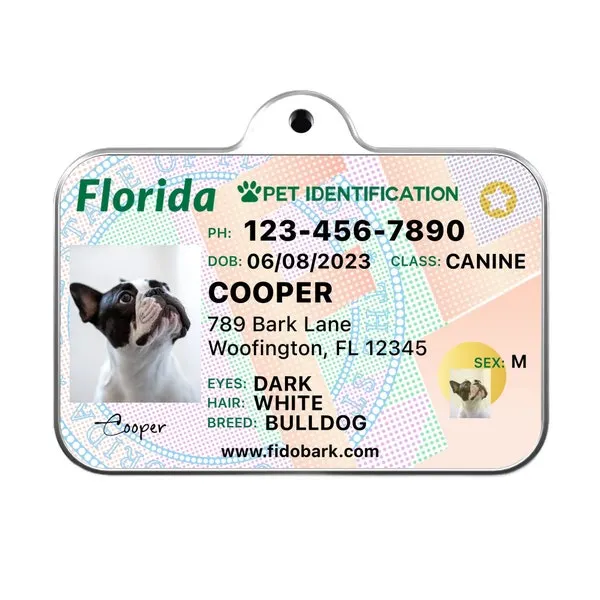 Florida PET IDENTIFICATION
PH: 123-456-7890
DOB: 06/08/2023 CLASS: CANINE
COOPER
789 Bark Lane
Woofington, FL 12345
SEX: M
EYES: DARK
HAIR: WHITE
BREED: BULLDOG
Cooper
www.fidobark.com